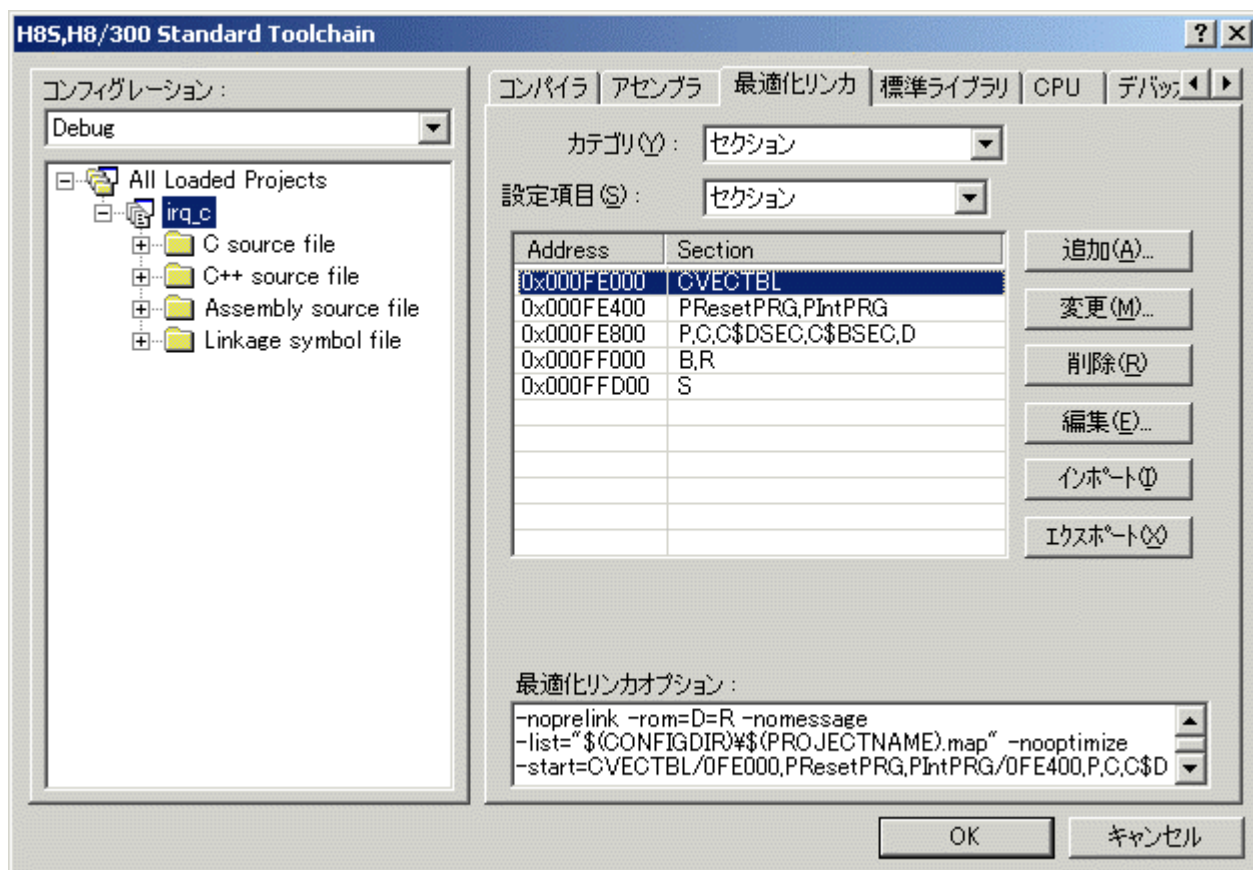 H8S,H8/300 Standard Toolchain
コンフィグレーション :
Debug
All Loaded Projects
irq_c
C source file
C++ source file
Assembly source file
Linkage symbol file
コンパイラ アセンブラ 最適化リンカ 標準ライブラリ CPU デバッ
カテゴリ(Y) : セクション
設定項目(S) : セクション
Address Section
0x000FE000 CVECTBL
0x000FE400 PResetPRG,PIntPRG
0x000FE800 P,C,C$DSEC,C$BSEC,D
0x000FF000 B,R
0x000FFD00 S
追加(A)...
変更(M)...
削除(R)
編集(E)...
インポート(I)
エクスポート(X)
最適化リンカオプション :
-noprelink -rom=D=R -nomessage
-list="$(CONFIGDIR)¥$(PROJECTNAME).map" -nooptimize
-start=CVECTBL/0FE000,PResetPRG,PIntPRG/0FE400,P,C,C$D
OK キャンセル